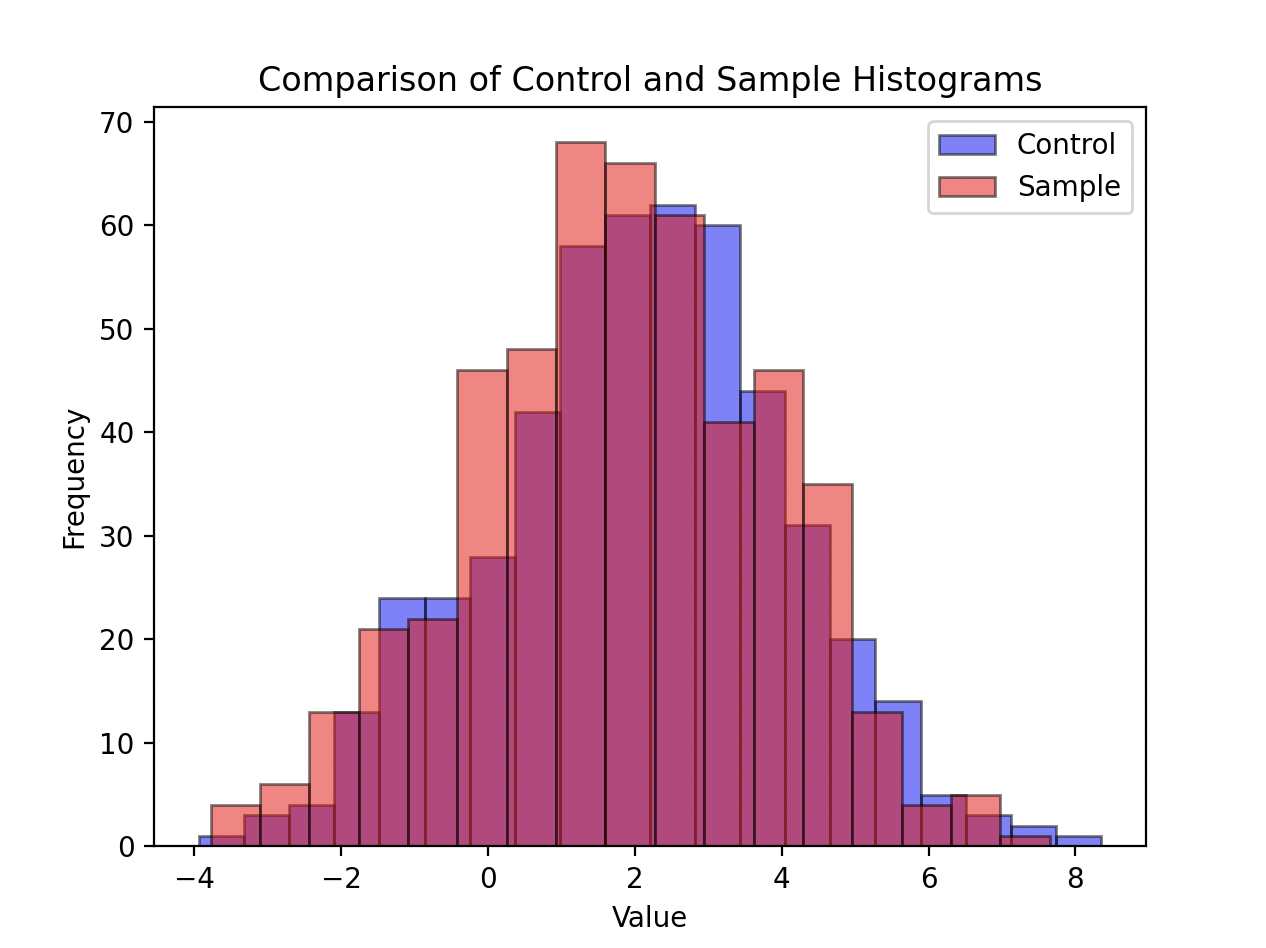 Comparison of Control and Sample Histograms
Control
Sample
70
60
50
40
30
20
10
0
Frequency
−4 −2 0 2 4 6 8
Value